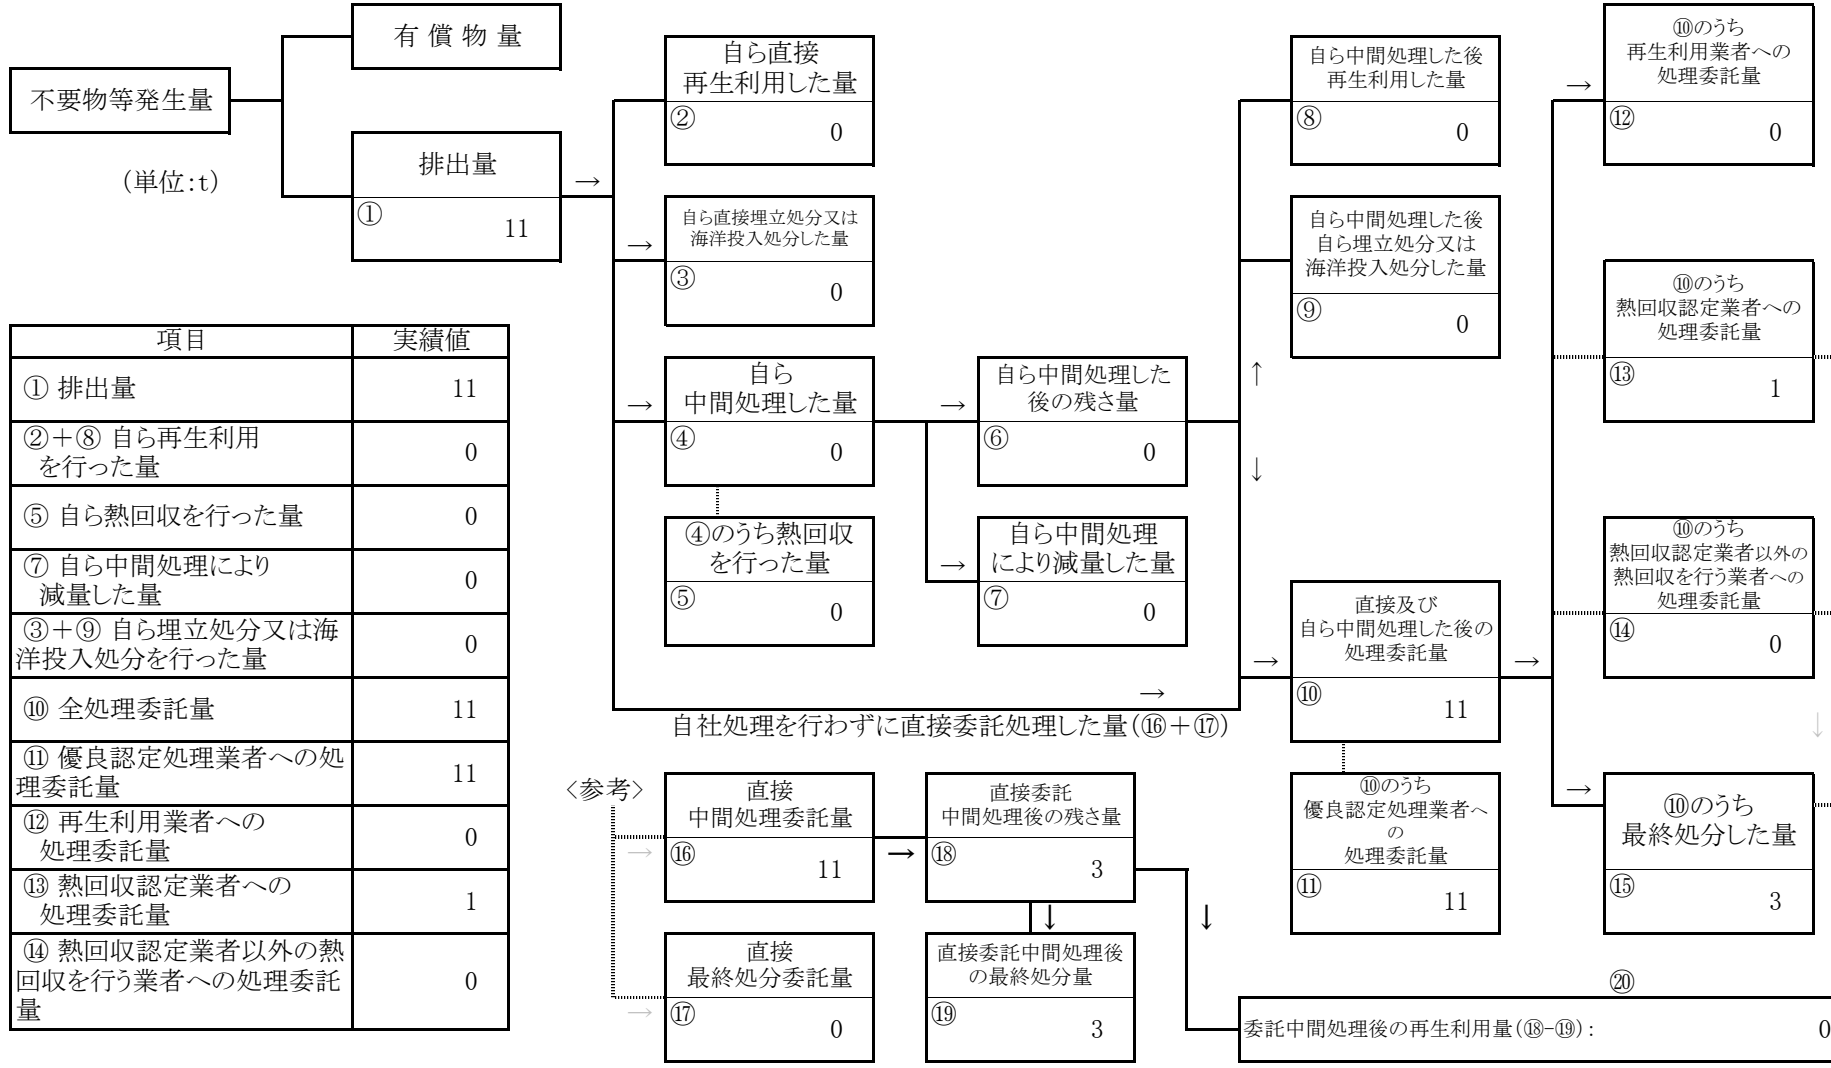 有 償 物 量
不要物等発生量
(単位:t)
排出量
①
11
→
自ら直接
再生利用した量
②
0
→
自ら直接埋立処分又は
海洋投入処分した量
③
0
→
自ら
中間処理した量
④
0
④のうち熱回収
を行った量
⑤
0
→
自ら中間処理した
後の残さ量
⑥
0
→
自ら中間処理
により減量した量
⑦
0
自ら中間処理した後
再生利用した量
⑧
0
自ら中間処理した後
自ら埋立処分又は
海洋投入処分した量
⑨
0
↑
↓
→
自社処理を行わずに直接委託処理した量(⑯+⑰)
→
直接及び
自ら中間処理した後の
処理委託量
⑩
11
⑩のうち
優良認定処理業者へ
の
処理委託量
⑪
11
→
→
⑩のうち
再生利用業者への
処理委託量
⑫
0
⑩のうち
熱回収認定業者への
処理委託量
⑬
1
⑩のうち
熱回収認定業者以外の
熱回収を行う業者への
処理委託量
⑭
0
↓
→
⑩のうち
最終処分した量
⑮
3
項目 実績値
① 排出量 11
②+⑧ 自ら再生利用
を行った量 0
⑤ 自ら熱回収を行った量 0
⑦ 自ら中間処理により
減量した量 0
③+⑨ 自ら埋立処分又は海
洋投入処分を行った量 0
⑩ 全処理委託量 11
⑪ 優良認定処理業者への処
理委託量 11
⑫ 再生利用業者への
処理委託量 0
⑬ 熱回収認定業者への
処理委託量 1
⑭ 熱回収認定業者以外の熱
回収を行う業者への処理委託
量 0
<参考>
→
直接
中間処理委託量
⑯
11
→
直接委託
中間処理後の残さ量
⑱
3
↓
↓
→
直接
最終処分委託量
⑰
0
直接委託中間処理後
の最終処分量
⑲
3
⑳
委託中間処理後の再生利用量(⑱-⑲): 0